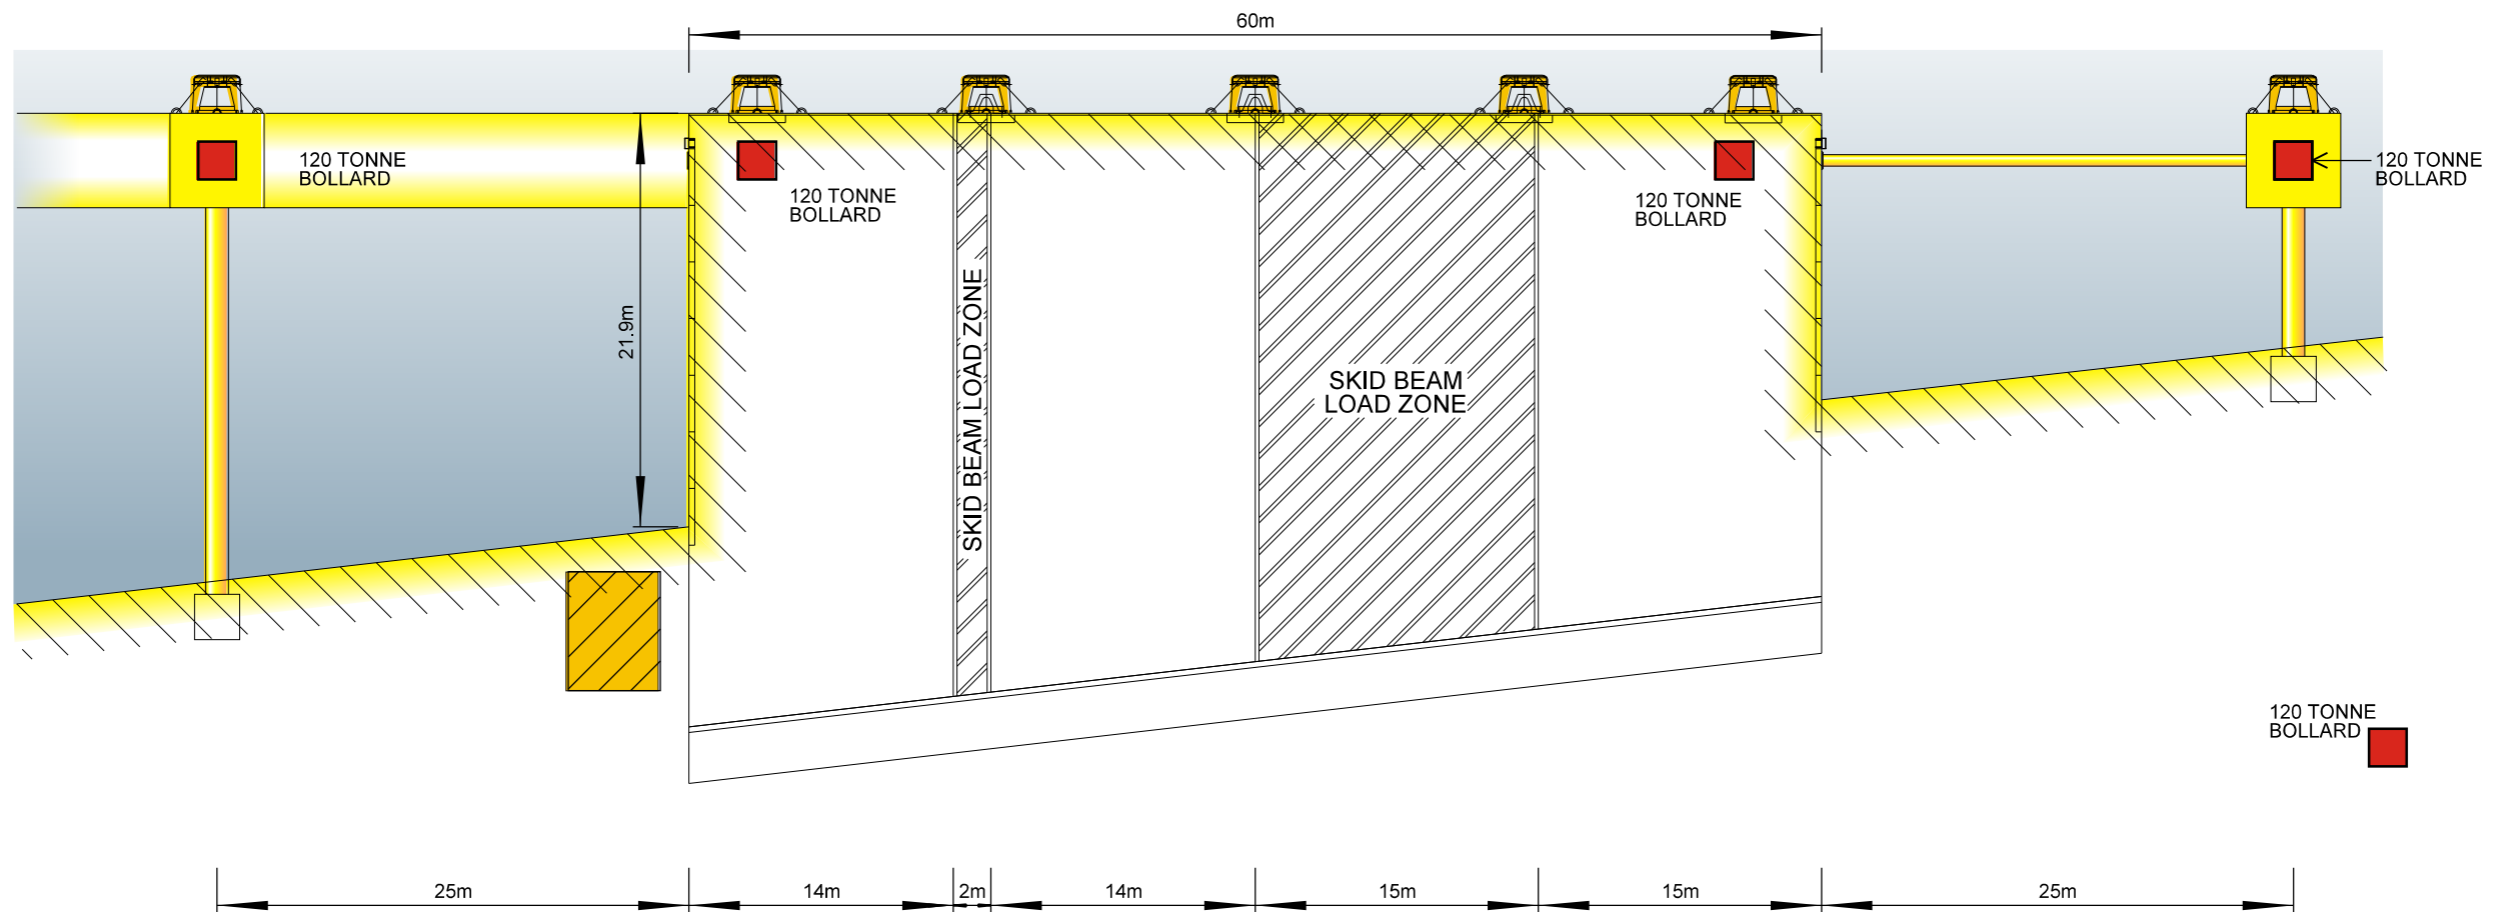 60m
120 TONNE
BOLLARD
120 TONNE
BOLLARD
120 TONNE
BOLLARD
120 TONNE
BOLLARD
21.9m
SKID BEAM LOAD ZONE
SKID BEAM
LOAD ZONE
120 TONNE
BOLLARD
25m
14m
2m
14m
15m
15m
25m